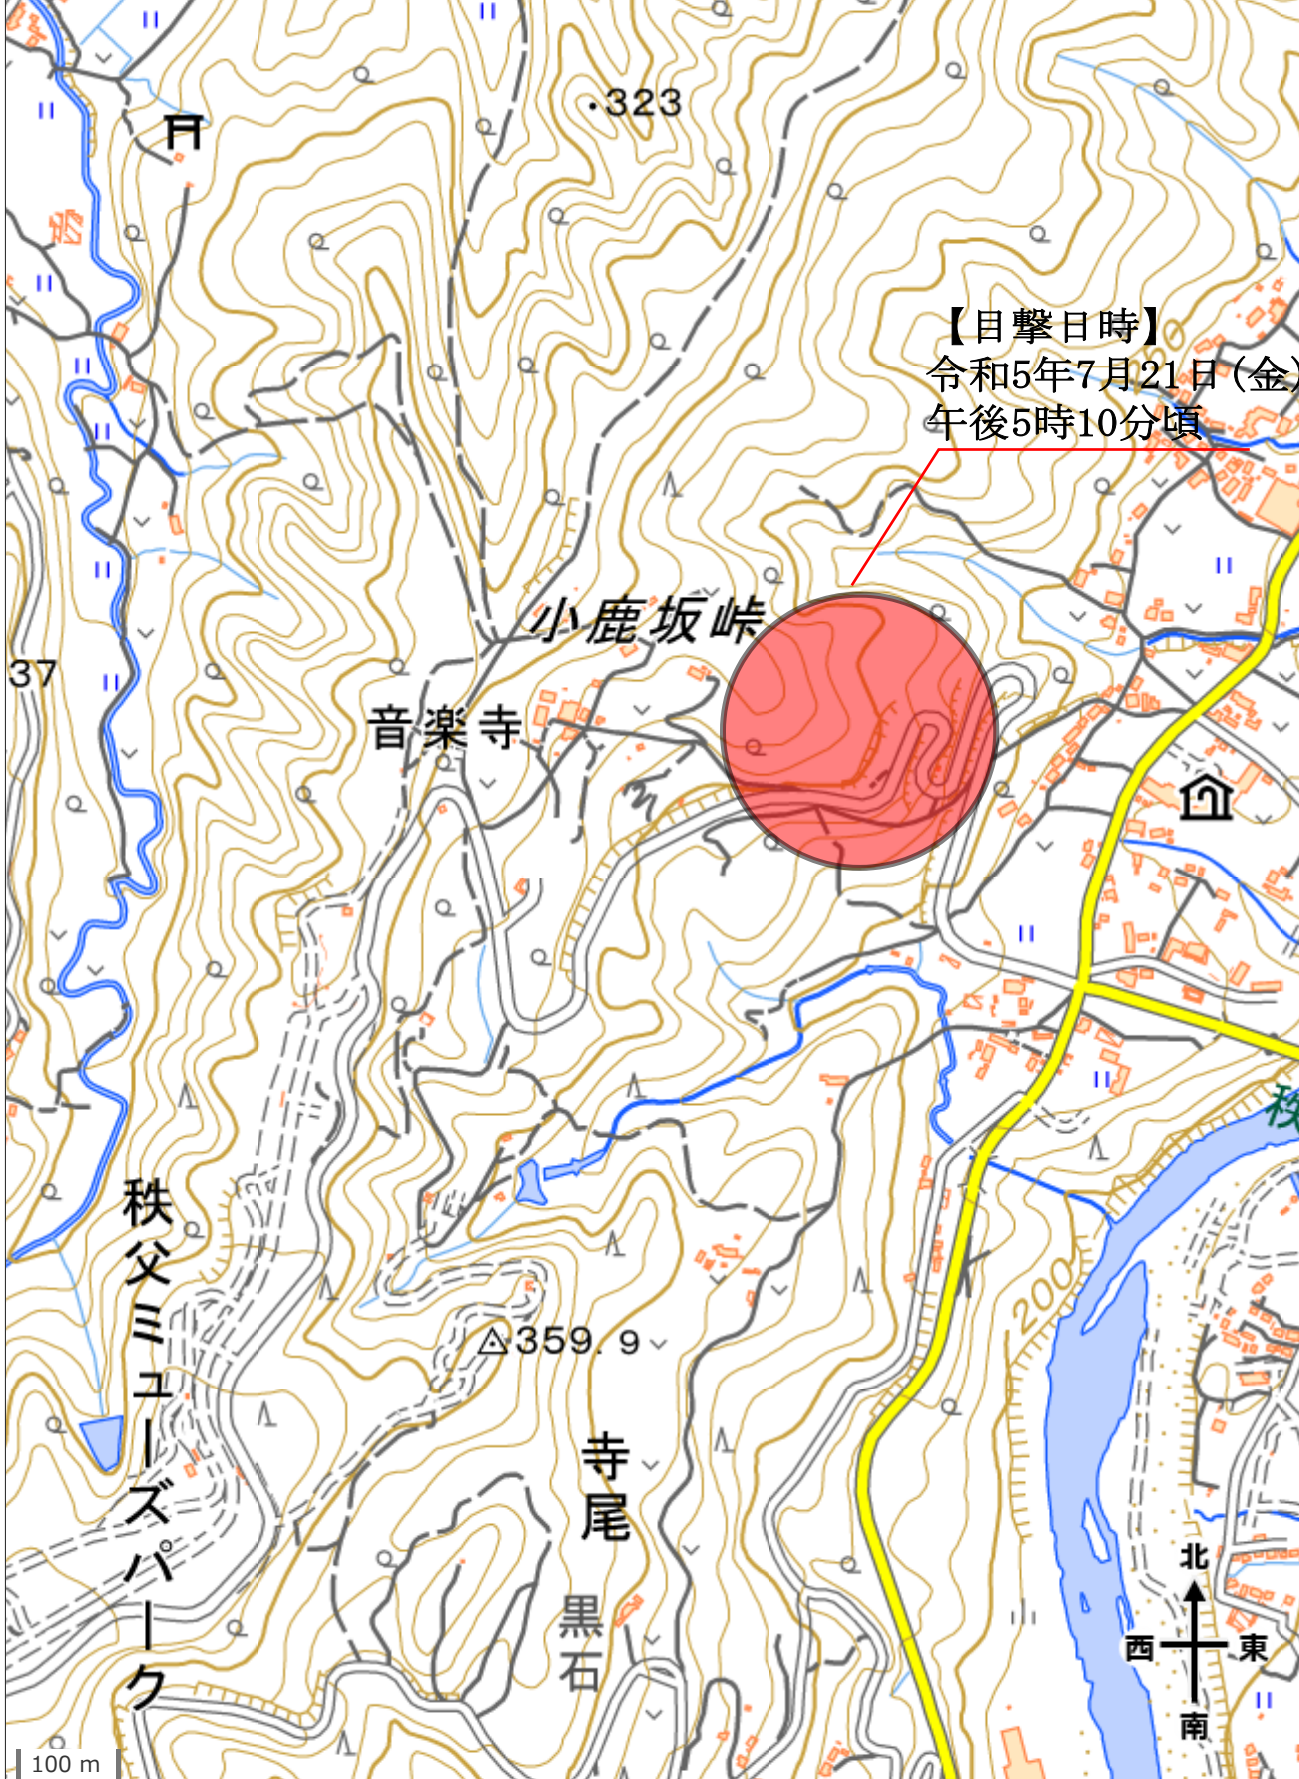 323
【目撃日時】
令和5年7月21日(金)
午後5時10分頃
小鹿坂峠
37
音楽寺
秩
秩父ミューズパーク
200
359.9
寺尾
黒石
北
西 東
南
100 m